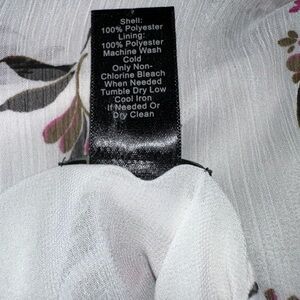 Shell:
100% Polyester
Lining:
100% Polyester
Machine Wash
Cold
Only Non-
Chlorine Bleach
When Needed
Tumble Dry Low
Cool Iron
If Needed Or
Dry Clean